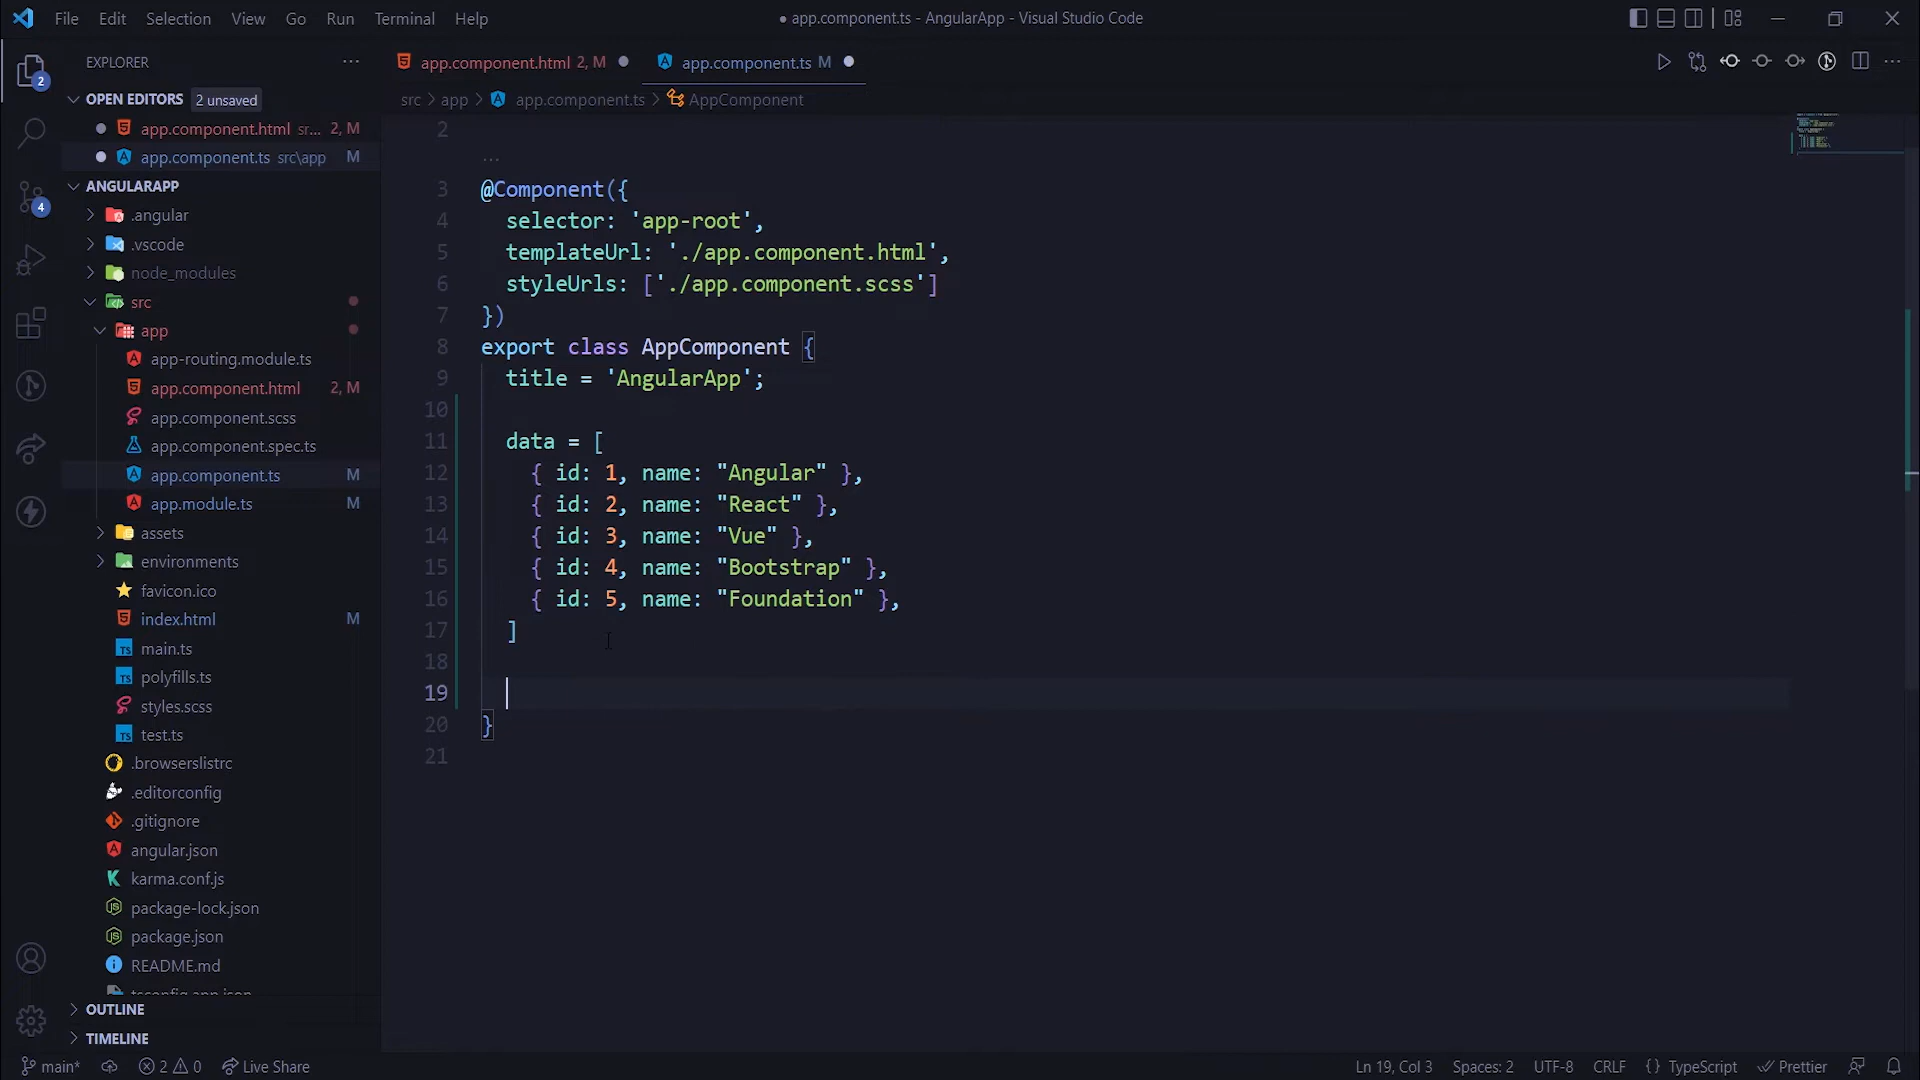 File Edit Selection View Go Run Terminal Help
● app.component.ts - AngularApp - Visual Studio Code
EXPLORER ...
OPEN EDITORS 2 unsaved
app.component.html sr... 2, M
app.component.ts src\app M
ANGULARAPP
.angular
.vscode
node_modules
src
app
app-routing.module.ts
app.component.html 2, M
app.component.scss
app.component.spec.ts
app.component.ts M
app.module.ts M
assets
environments
favicon.ico
index.html M
main.ts
polyfills.ts
styles.scss
test.ts
.browserslistrc
.editorconfig
.gitignore
angular.json
karma.conf.js
package-lock.json
package.json
README.md
tsconfig.app.json
OUTLINE
TIMELINE
2
4
app.component.html 2, M ●
app.component.ts M ●
src > app > app.component.ts > AppComponent
2
...
3 @Component({
4 selector: 'app-root',
5 templateUrl: './app.component.html',
6 styleUrls: ['./app.component.scss']
7 })
8 export class AppComponent {
9 title = 'AngularApp';
10
11 data = [
12 { id: 1, name: "Angular" },
13 { id: 2, name: "React" },
14 { id: 3, name: "Vue" },
15 { id: 4, name: "Bootstrap" },
16 { id: 5, name: "Foundation" },
17 ]
18
19
20 }
21
main* 2 0 Live Share
Ln 19, Col 3 Spaces: 2 UTF-8 CRLF {} TypeScript Prettier